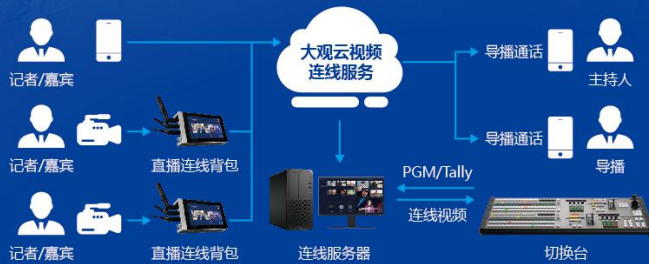 大观云视频
连线服务
记者/嘉宾
导播通话
主持人
记者/嘉宾
直播连线背包
导播通话
导播
PGM/Tally
连线视频
记者/嘉宾
直播连线背包
连线服务器
切换台